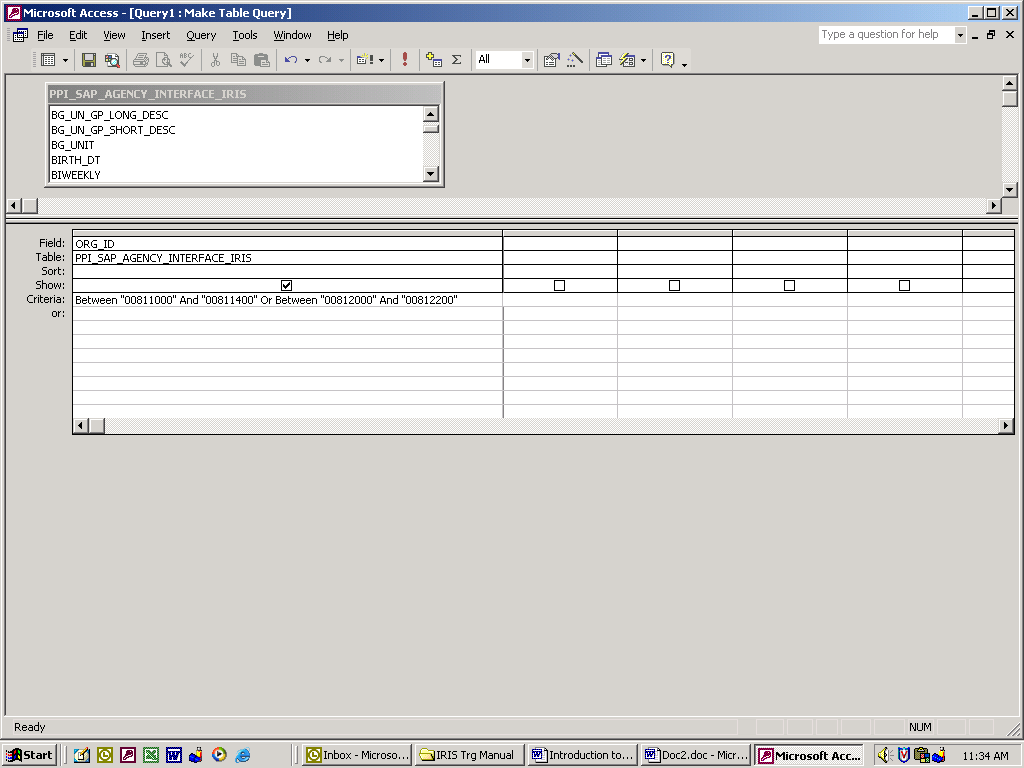 Microsoft Access - [Query1 : Make Table Query]
File Edit View Insert Query Tools Window Help
Type a question for help
All
PPI_SAP_AGENCY_INTERFACE_IRIS
BG_UN_GP_LONG_DESC
BG_UN_GP_SHORT_DESC
BG_UNIT
BIRTH_DT
BIWEEKLY
Field: ORG_ID
Table: PPI_SAP_AGENCY_INTERFACE_IRIS
Sort:
Show:
Criteria: Between "00811000" And "00811400" Or Between "00812000" And "00812200"
or:
Ready NUM
Start Inbox - Microso... IRIS Trg Manual Introduction to... Doc2.doc - Micr... Microsoft Acc... 11:34 AM